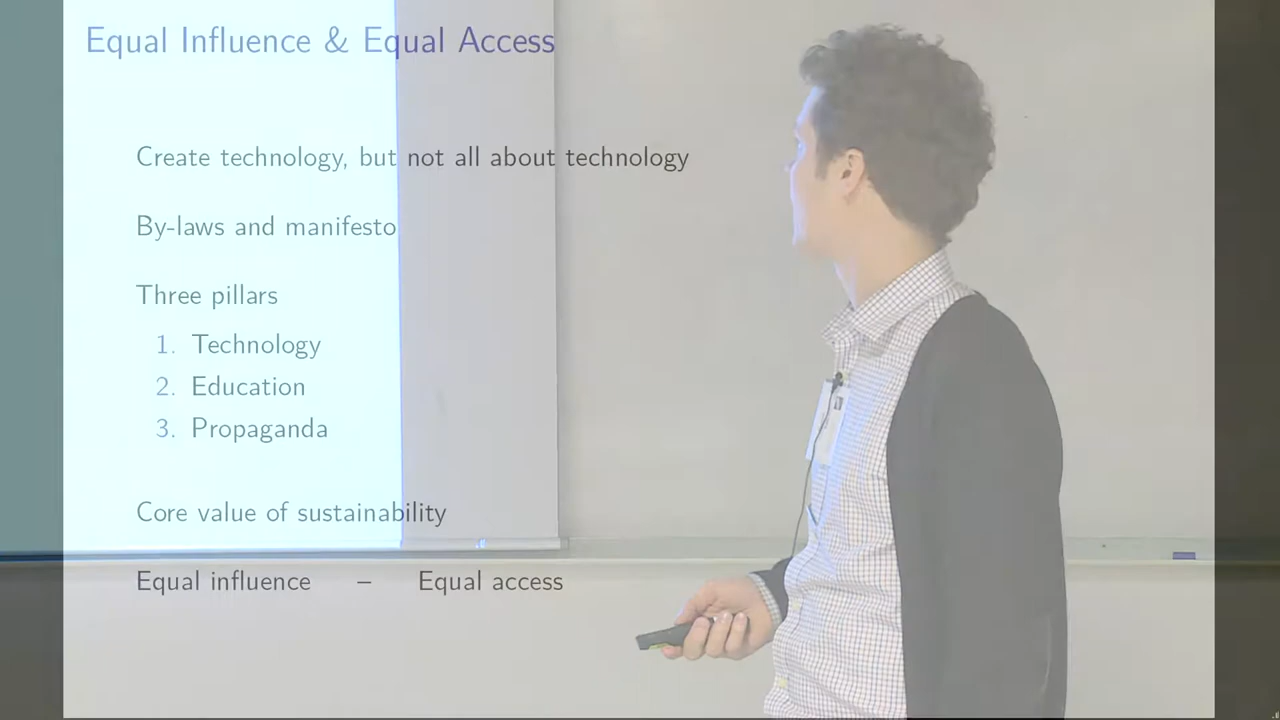 Equal Influence & Equal Access
Create technology, but not all about technology
By-laws and manifesto
Three pillars
1. Technology
2. Education
3. Propaganda
Core value of sustainability
Equal influence – Equal access